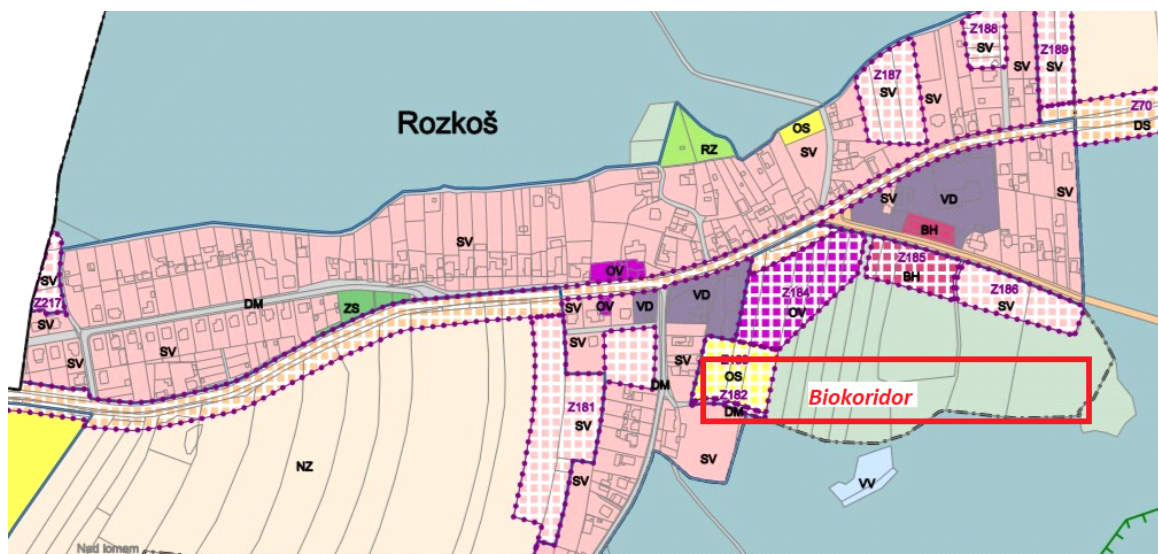 Z188
SV
Z189
SV
SV
Z187
SV
SV
Z70
DS
Rozkoš
OS
SV
RZ
SV
SV
VD
SV
BH
SV
OV
Z185
BH
Z186
SV
SV
Z217
SV
DM
ZS
SV
OV
VD
VD
Z184
OV
SV
SV
SV
SV
OS
Biokoridor
Z182
DM
DM
Z181
SV
SV
SV
NZ
VV
Nad lomem